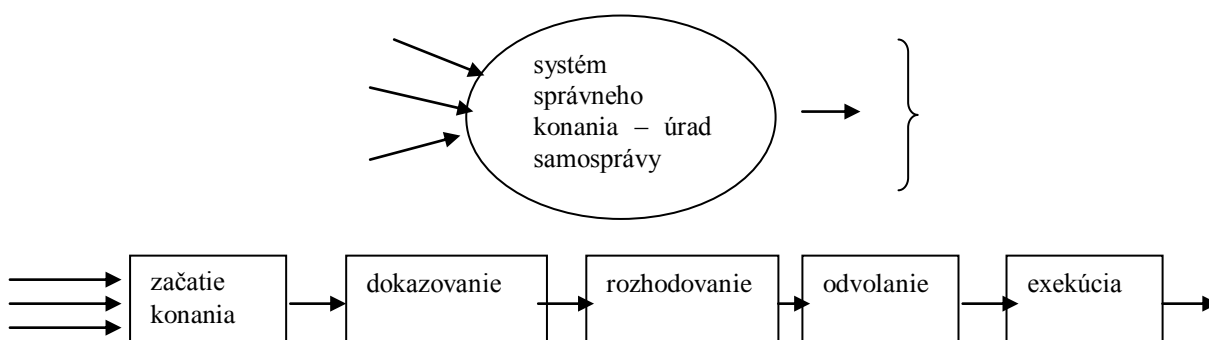 systém
správneho
konania – úrad
samosprávy
začatie
konania
dokazovanie
rozhodovanie
odvolanie
exekúcia